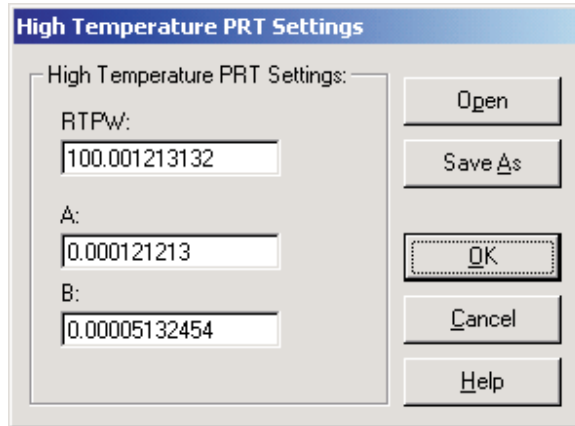 High Temperature PRT Settings
High Temperature PRT Settings:
RTPW:
100.001213132
A:
0.000121213
B:
0.00005132454
Open
Save As
OK
Cancel
Help